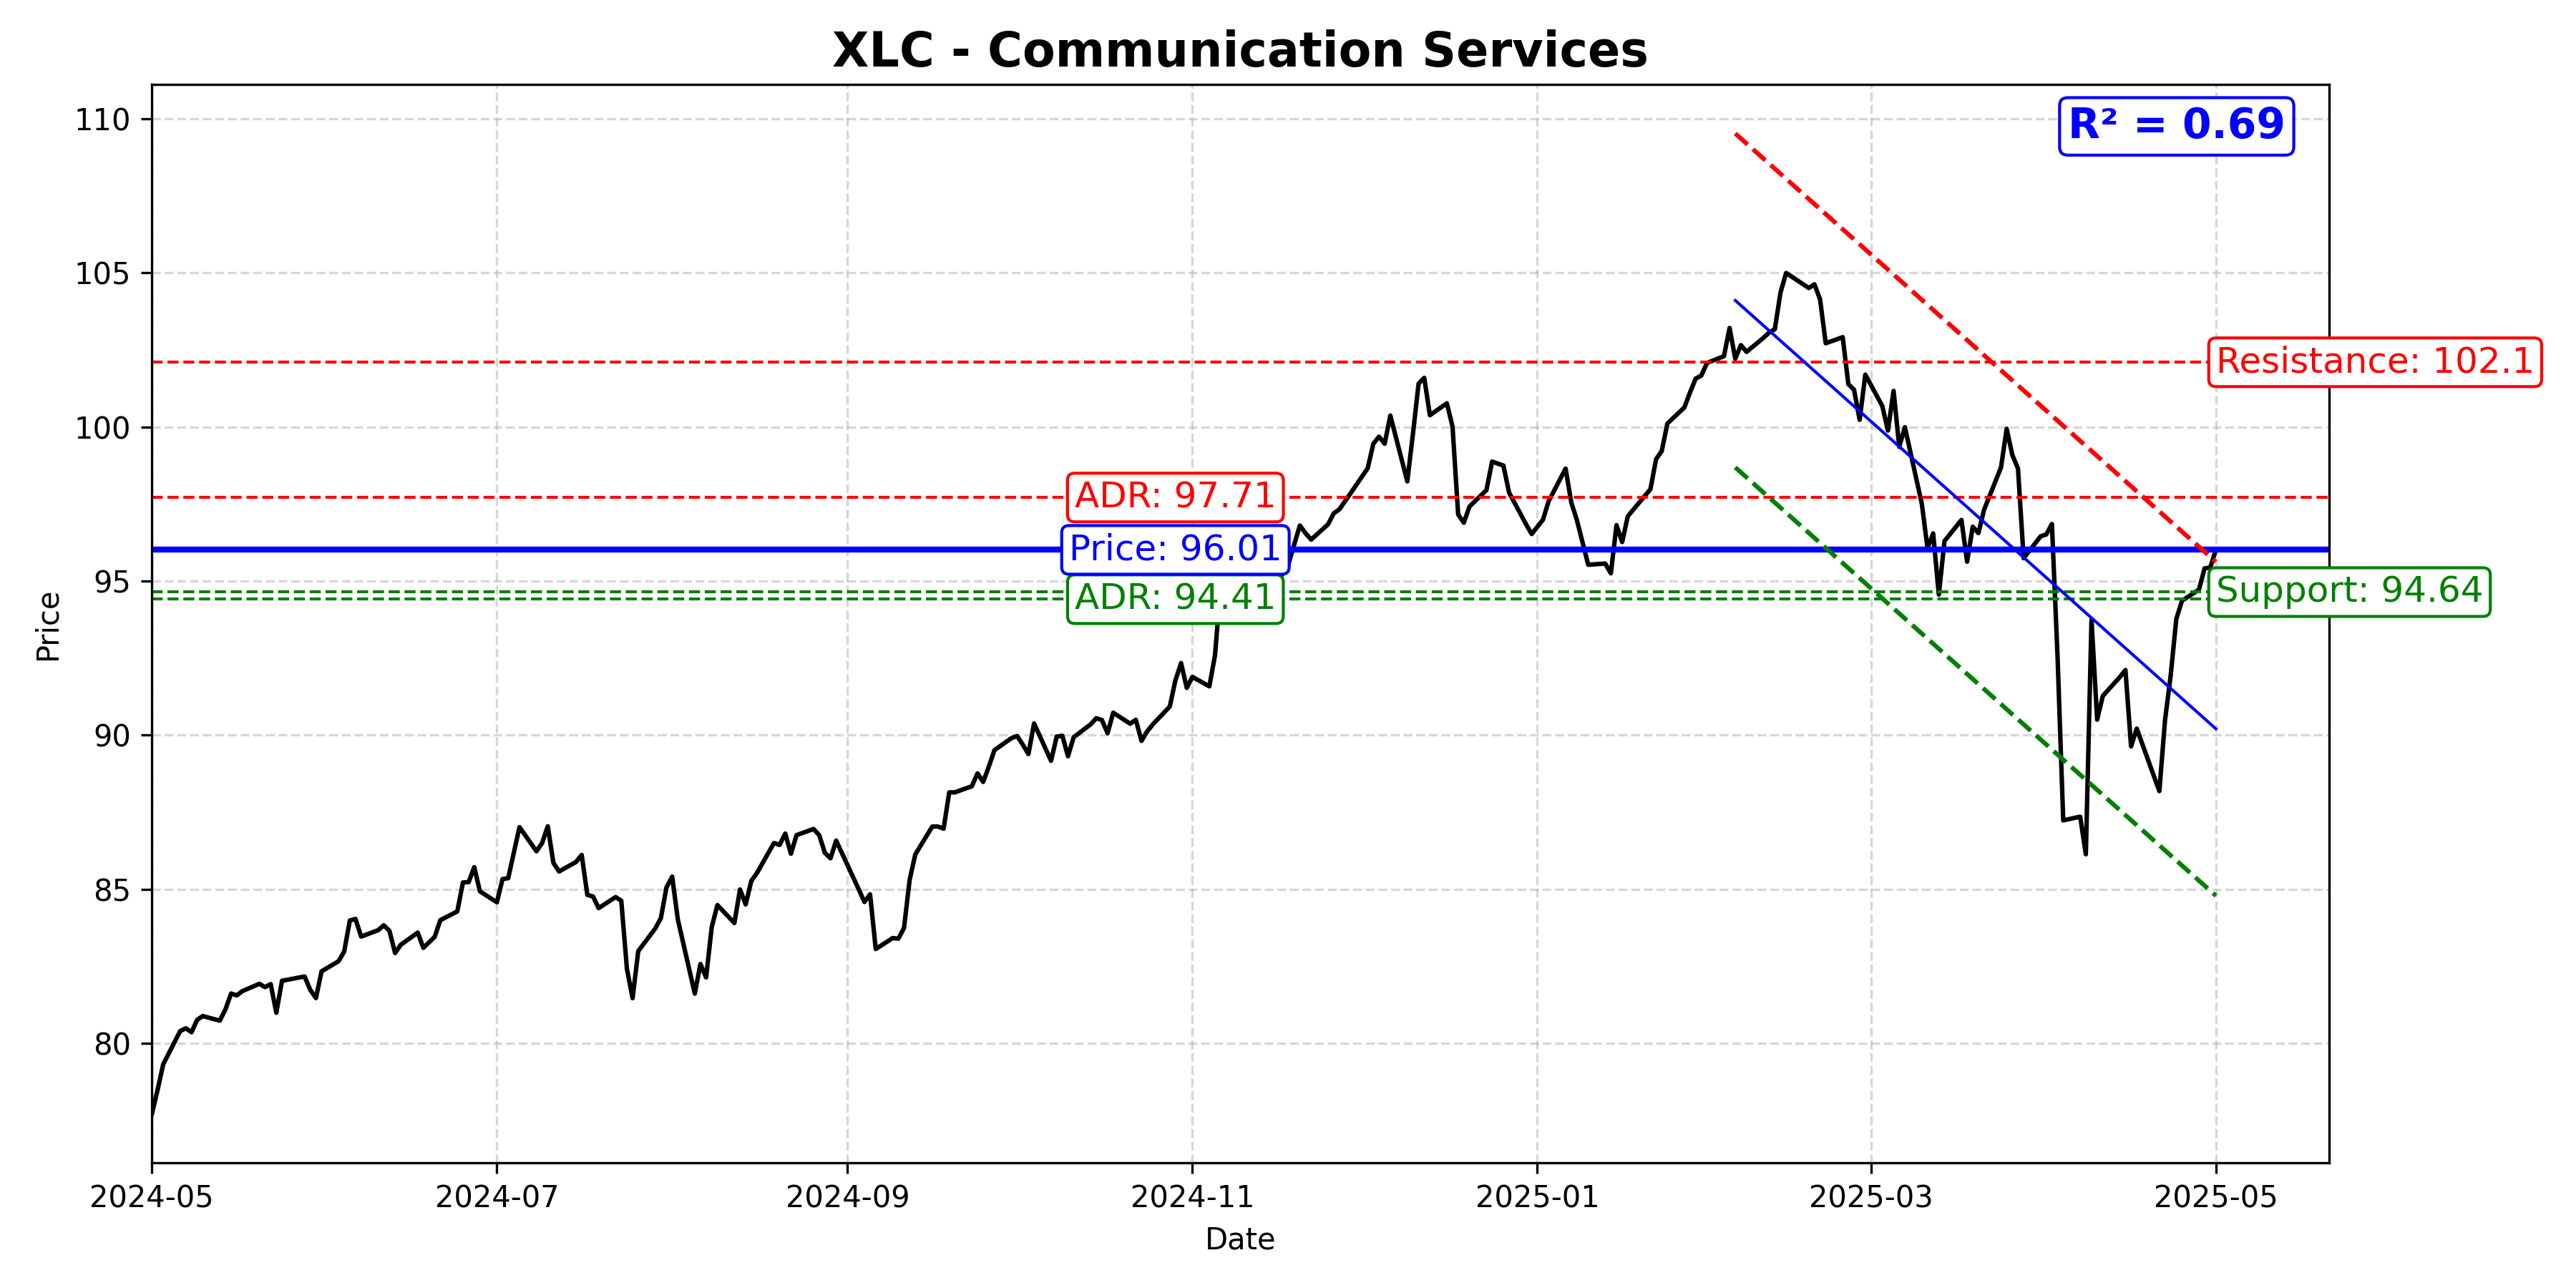 XLC - Communication Services
R² = 0.69
110
105
100
95
90
85
80
Price
Resistance: 102.1
ADR: 97.71
Price: 96.01
ADR: 94.41
Support: 94.64
2024-05
2024-07
2024-09
2024-11
2025-01
2025-03
2025-05
Date